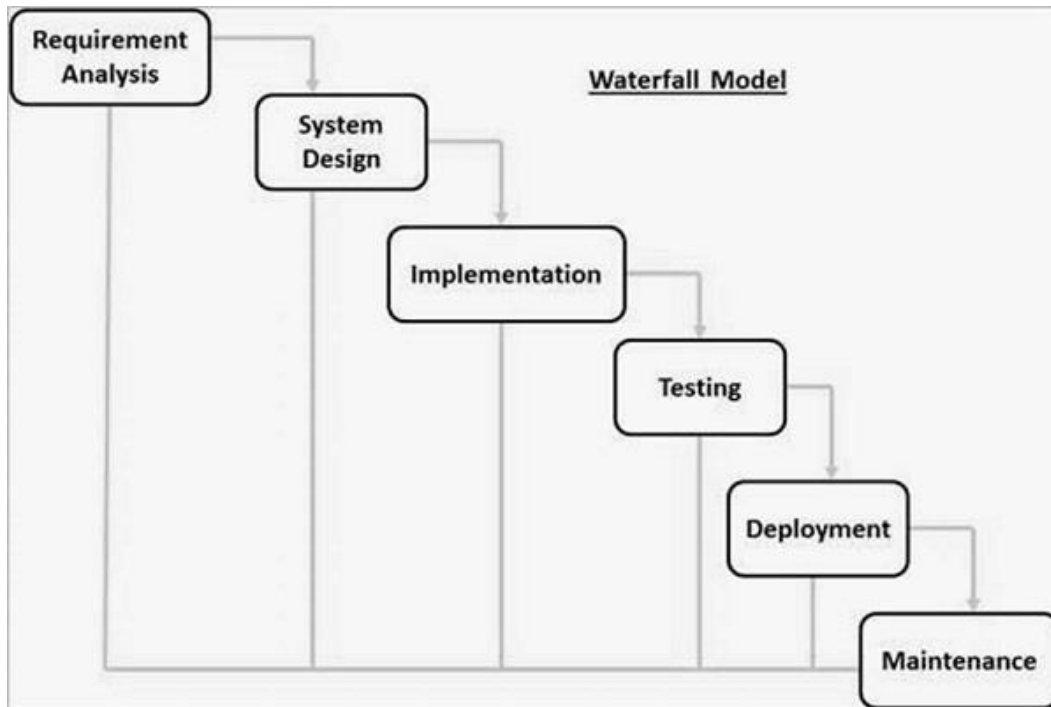 Requirement
Analysis
Waterfall Model
System
Design
Implementation
Testing
Deployment
Maintenance